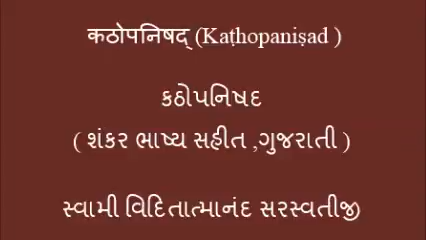 कठोपनिषद् (Kaṭhopaniṣad )
કઠોપનિષદ
( શંકર ભાષ્ય સહીત ,ગુજરાતી )
સ્વામી વિદિતાત્માનંદ સરસ્વતીજી